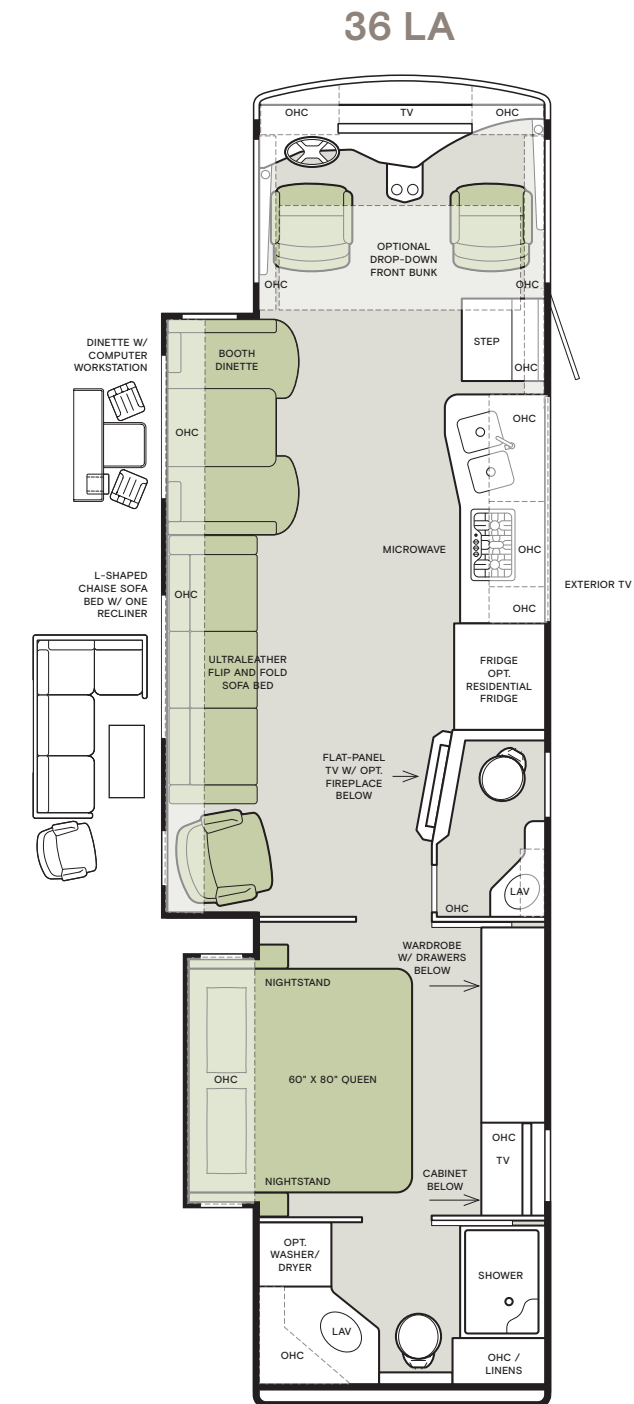 36 LA
OHC
TV
OHC
OPTIONAL
DROP-DOWN
FRONT BUNK
OHC
OHC
STEP
OHC
DINETTE W/
COMPUTER
WORKSTATION
BOOTH
DINETTE
OHC
OHC
MICROWAVE
OHC
EXTERIOR TV
L-SHAPED
CHAISE SOFA
BED W/ ONE
RECLINER
OHC
OHC
ULTRALEATHER
FLIP AND FOLD
SOFA BED
FRIDGE
OPT.
RESIDENTIAL
FRIDGE
FLAT-PANEL
TV W/ OPT.
FIREPLACE
BELOW
LAV
OHC
WARDROBE
W/ DRAWERS
BELOW
NIGHTSTAND
OHC
60" X 80" QUEEN
NIGHTSTAND
OHC
TV
CABINET
BELOW
OPT.
WASHER/
DRYER
SHOWER
LAV
OHC
OHC /
LINENS